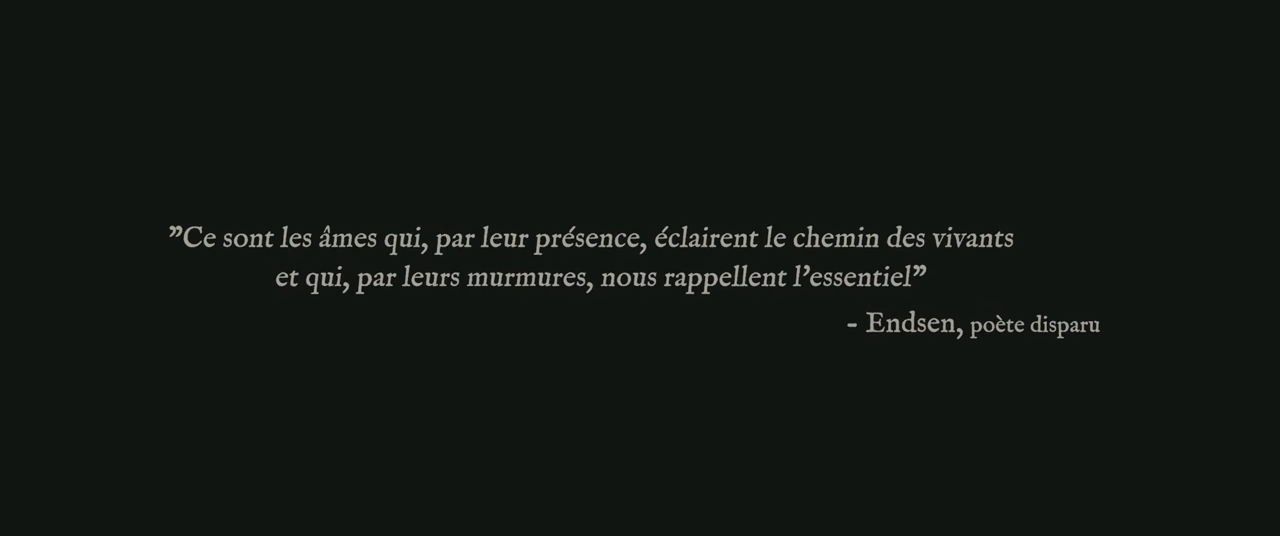 ”Ce sont les âmes qui, par leur présence, éclairent le chemin des vivants
et qui, par leurs murmures, nous rappellent l’essentiel”
- Endsen, poète disparu